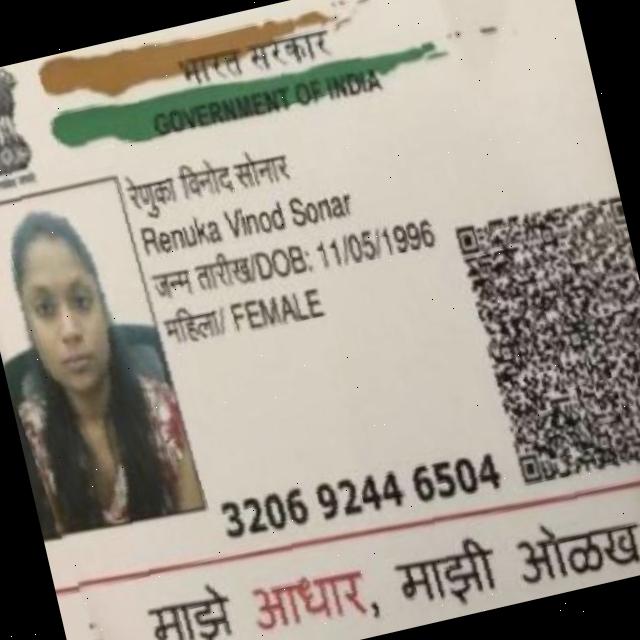 भारत सरकार
GOVERNMENT OF INDIA
रेणुका विनोद सोनार
Renuka Vinod Sonar
जन्म तारीख/DOB: 11/05/1996
महिला/ FEMALE
3206 9244 6504
माझे आधार, माझी ओळख